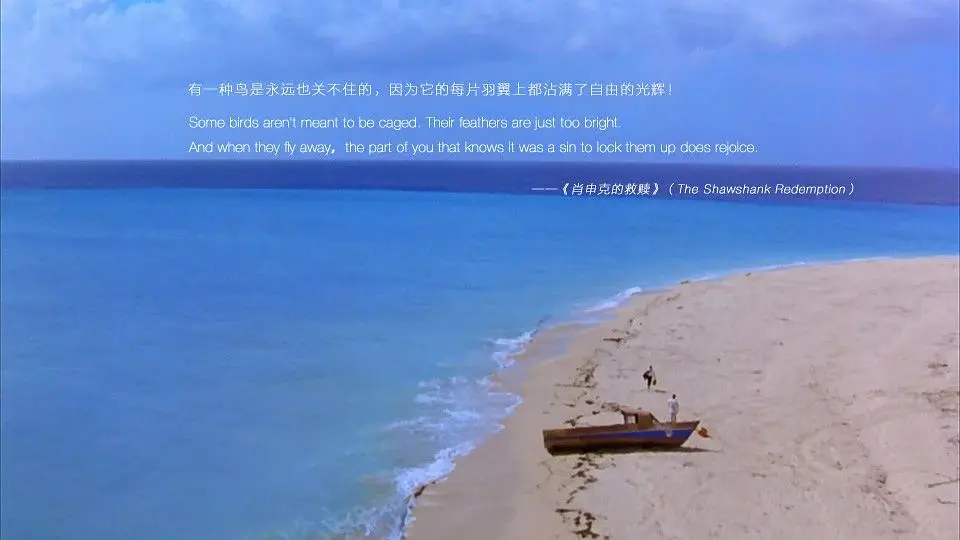 有一种鸟是永远也关不住的，因为它的每片羽翼上都沾满了自由的光辉！
Some birds aren't meant to be caged. Their feathers are just too bright.
And when they fly away，the part of you that knows it was a sin to lock them up does rejoice.
——《肖申克的救赎》（The Shawshank Redemption）